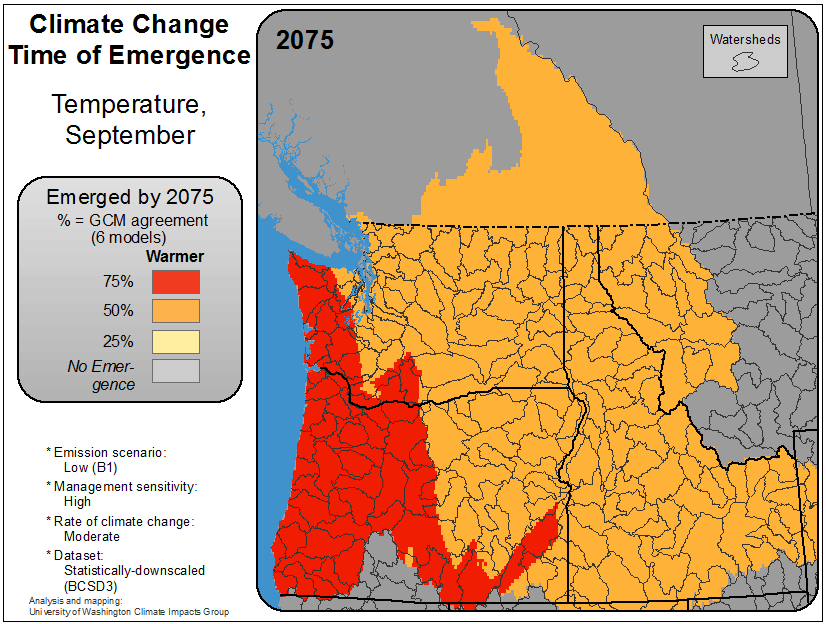 Climate Change
Time of Emergence
Temperature,
September
Emerged by 2075
% = GCM agreement
(6 models)
Warmer
75%
50%
25%
No Emer-
gence
* Emission scenario:
Low (B1)
* Management sensitivity:
High
* Rate of climate change:
Moderate
* Dataset:
Statistically-downscaled
(BCSD3)
Analysis and mapping:
University of Washington Climate Impacts Group
2075
Watersheds